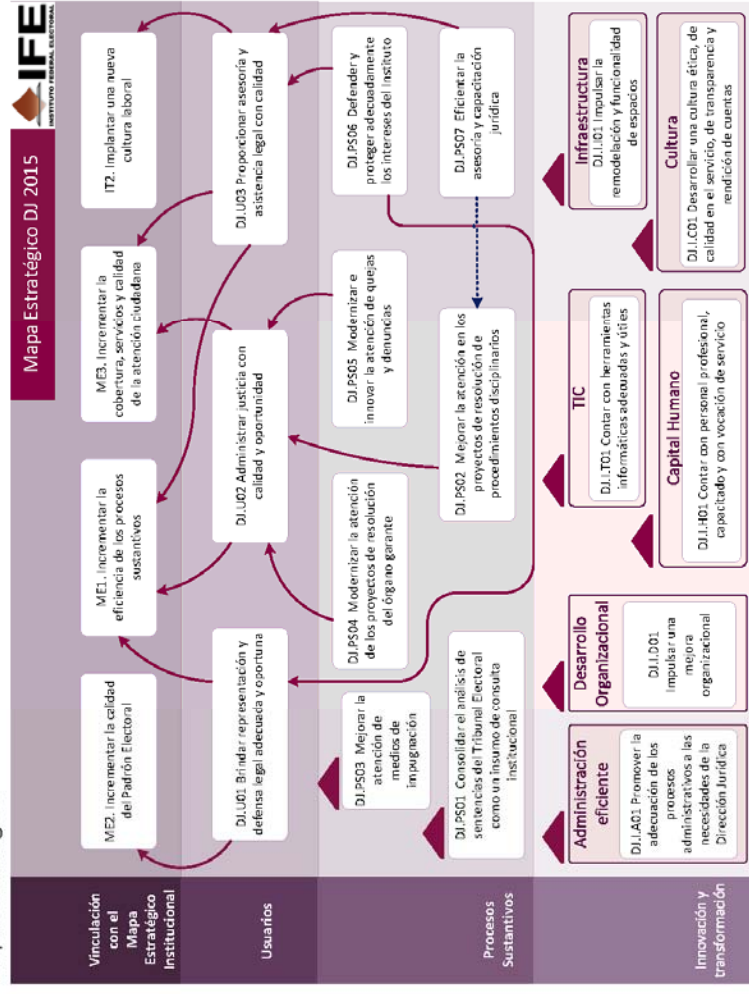 Mapa Estratégico DJ 2015
IFE
INSTITUTO FEDERAL ELECTORAL
Vinculación
con el
Mapa
Estratégico
Institucional
ME2. Incrementar la calidad
del Padrón Electoral
ME1. Incrementar la
eficiencia de los procesos
sustantivos
ME3. Incrementar la
cobertura, servicios y calidad
de la atención ciudadana
IT2. Implantar una nueva
cultura laboral
Usuarios
DJ.U01 Brindar representación y
defensa legal adecuada y oportuna
DJ.U02 Administrar justicia con
calidad y oportunidad
DJ.U03 Proporcionar asesoría y
asistencia legal con calidad
Procesos
Sustantivos
DJ.PS03 Mejorar la
atención de
medios de
impugnación
DJ.PS04 Modernizar la atención
de los proyectos de resolución
del órgano garante
DJ.PS05 Modernizar e
innovar la atención de quejas
y denuncias
DJ.PS06 Defender y
proteger adecuadamente
los intereses del Instituto
DJ.PS01 Consolidar el análisis de
sentencias del Tribunal Electoral
como un insumo de consulta
institucional
DJ.PS02 Mejorar la atención en los
proyectos de resolución de
procedimientos disciplinarios
DJ.PS07 Eficientar la
asesoría y capacitación
jurídica
Innovación y
transformación
Administración
eficiente
DJ.I.A01 Promover la
adecuación de los
procesos
administrativos a las
necesidades de la
Dirección Jurídica
Desarrollo
Organizacional
DJ.I.D01
Impulsar una
mejora
organizacional
TIC
DJ.I.T01 Contar con herramientas
informáticas adecuadas y útiles
Infraestructura
DJ.I.I01 Impulsar la
remodelación y funcionalidad
de espacios
Capital Humano
DJ.I.H01 Contar con personal profesional,
capacitado y con vocación de servicio
Cultura
DJ.I.C01 Desarrollar una cultura ética, de
calidad en el servicio, de transparencia y
rendición de cuentas